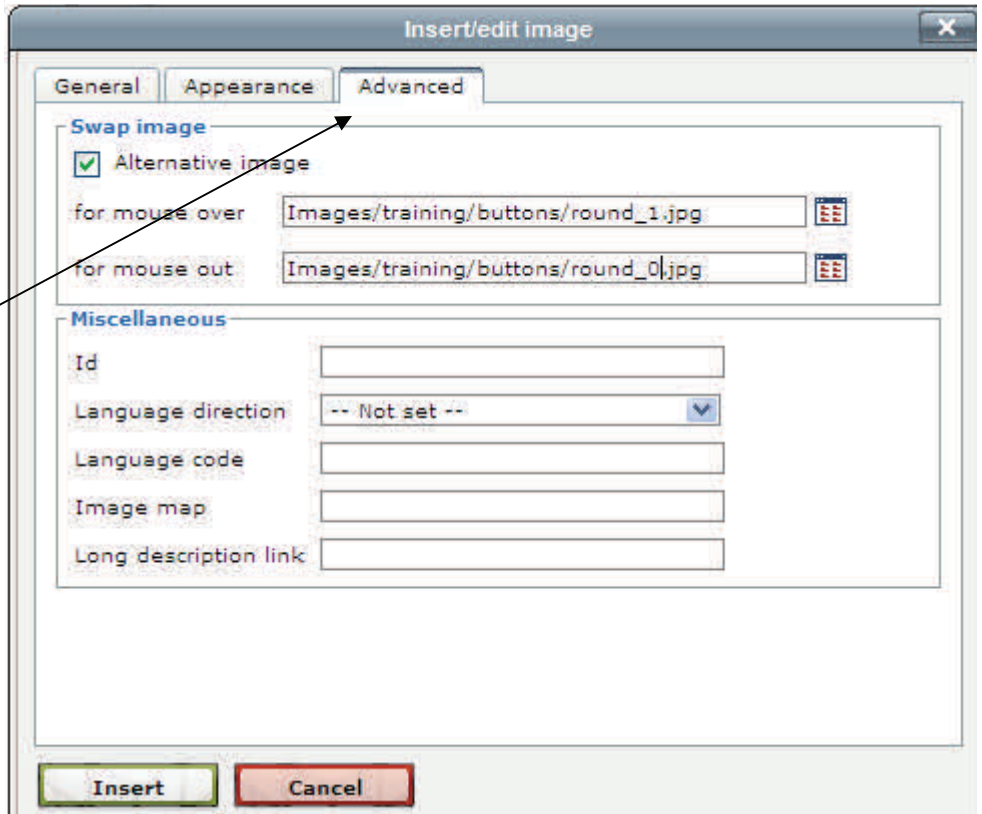 Insert/edit image
General Appearance Advanced
Swap image
Alternative image
for mouse over Images/training/buttons/round_1.jpg
for mouse out Images/training/buttons/round_0.jpg
Miscellaneous
Id
Language direction -- Not set --
Language code
Image map
Long description link
Insert Cancel